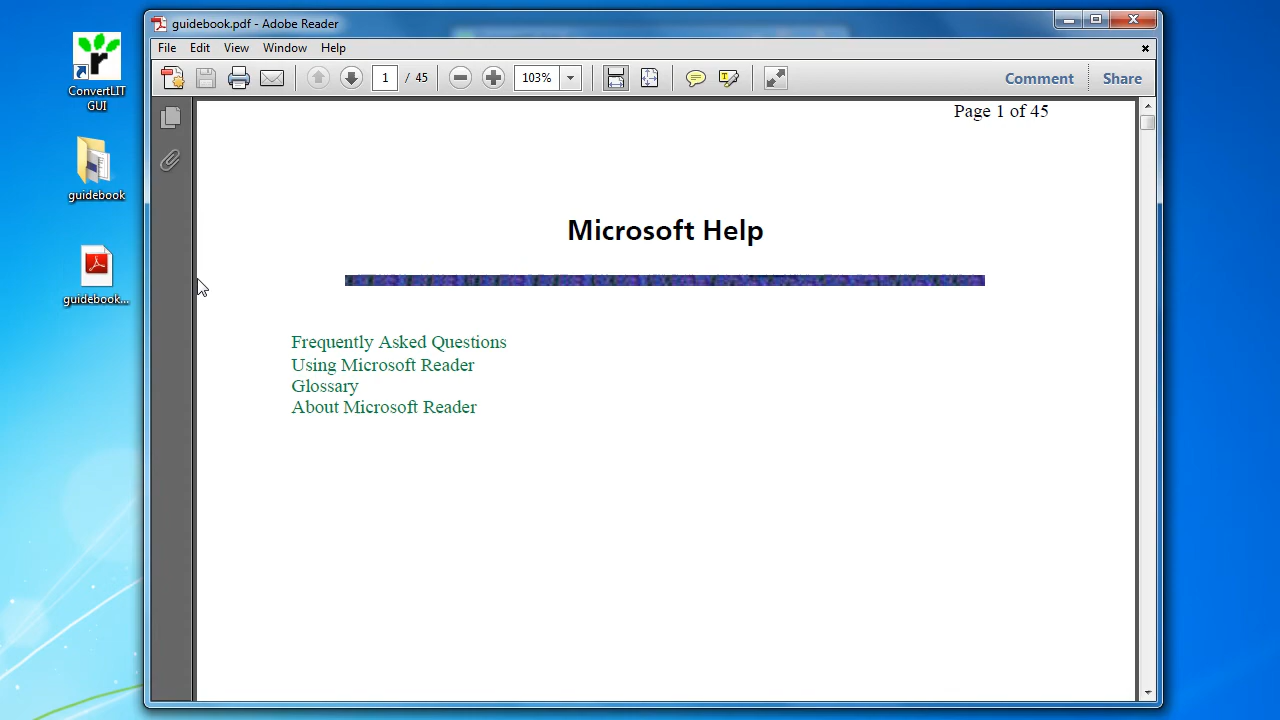 guidebook.pdf - Adobe Reader
File Edit View Window Help
1 / 45 103% Comment Share
ConvertLIT
GUI
guidebook
guidebook...
Page 1 of 45
Microsoft Help
Frequently Asked Questions
Using Microsoft Reader
Glossary
About Microsoft Reader